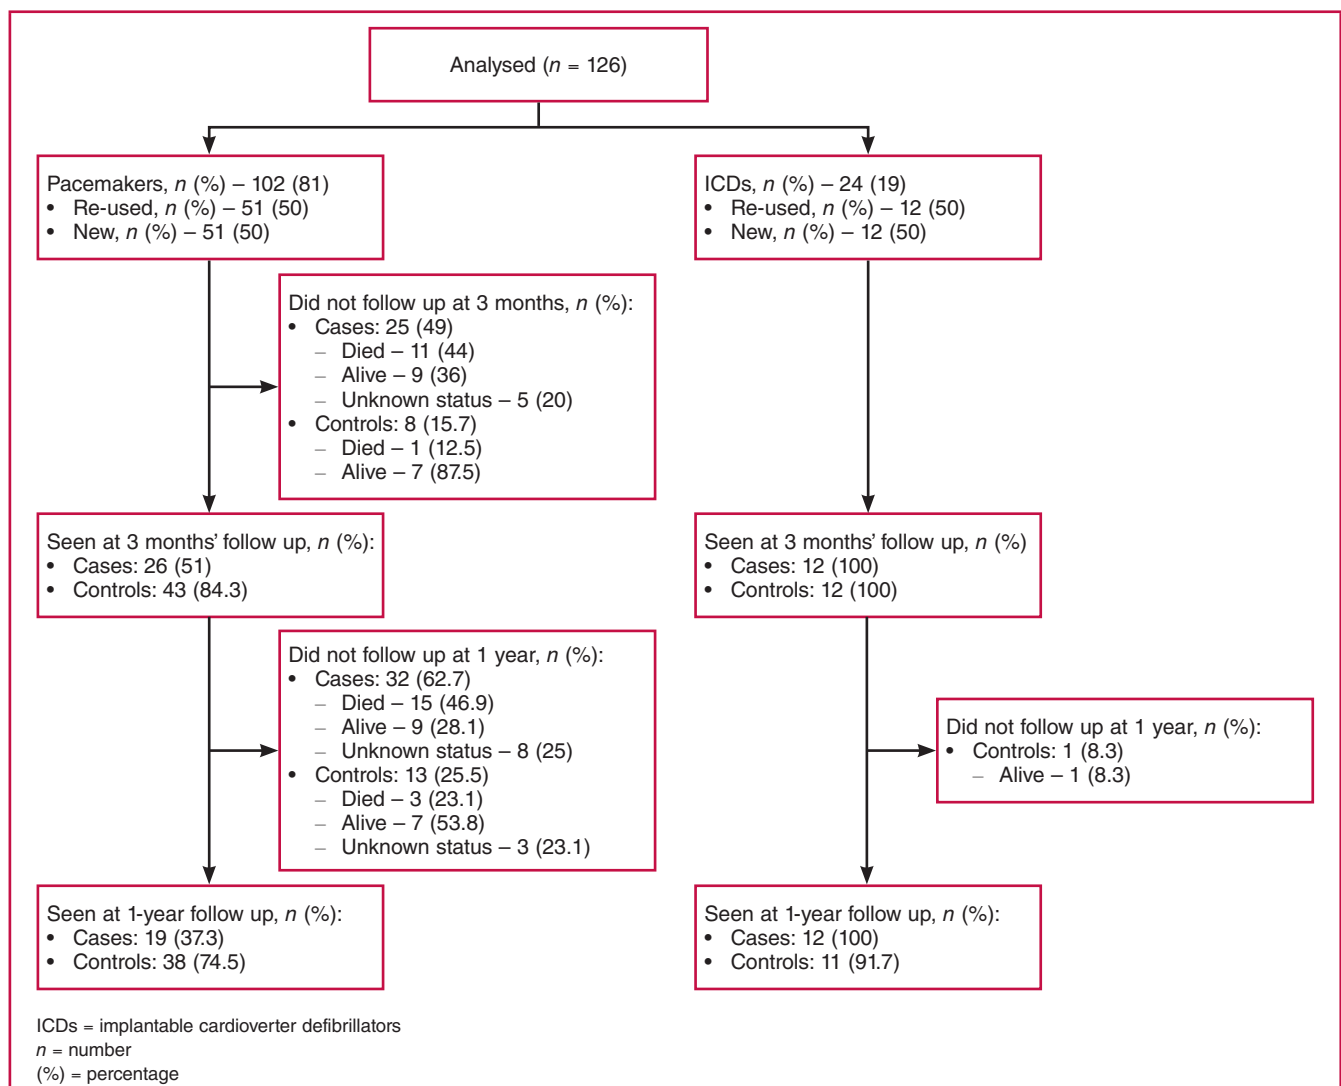 Analysed (n = 126)
Pacemakers, n (%) – 102 (81)
• Re-used, n (%) – 51 (50)
• New, n (%) – 51 (50)
ICDs, n (%) – 24 (19)
• Re-used, n (%) – 12 (50)
• New, n (%) – 12 (50)
Did not follow up at 3 months, n (%):
• Cases: 25 (49)
– Died – 11 (44)
– Alive – 9 (36)
– Unknown status – 5 (20)
• Controls: 8 (15.7)
– Died – 1 (12.5)
– Alive – 7 (87.5)
Seen at 3 months’ follow up, n (%):
• Cases: 26 (51)
• Controls: 43 (84.3)
Seen at 3 months’ follow up, n (%)
• Cases: 12 (100)
• Controls: 12 (100)
Did not follow up at 1 year, n (%):
• Cases: 32 (62.7)
– Died – 15 (46.9)
– Alive – 9 (28.1)
– Unknown status – 8 (25)
• Controls: 13 (25.5)
– Died – 3 (23.1)
– Alive – 7 (53.8)
– Unknown status – 3 (23.1)
Did not follow up at 1 year, n (%):
• Controls: 1 (8.3)
– Alive – 1 (8.3)
Seen at 1-year follow up, n (%):
• Cases: 19 (37.3)
• Controls: 38 (74.5)
Seen at 1-year follow up, n (%):
• Cases: 12 (100)
• Controls: 11 (91.7)
ICDs = implantable cardioverter defibrillators
n = number
(%) = percentage